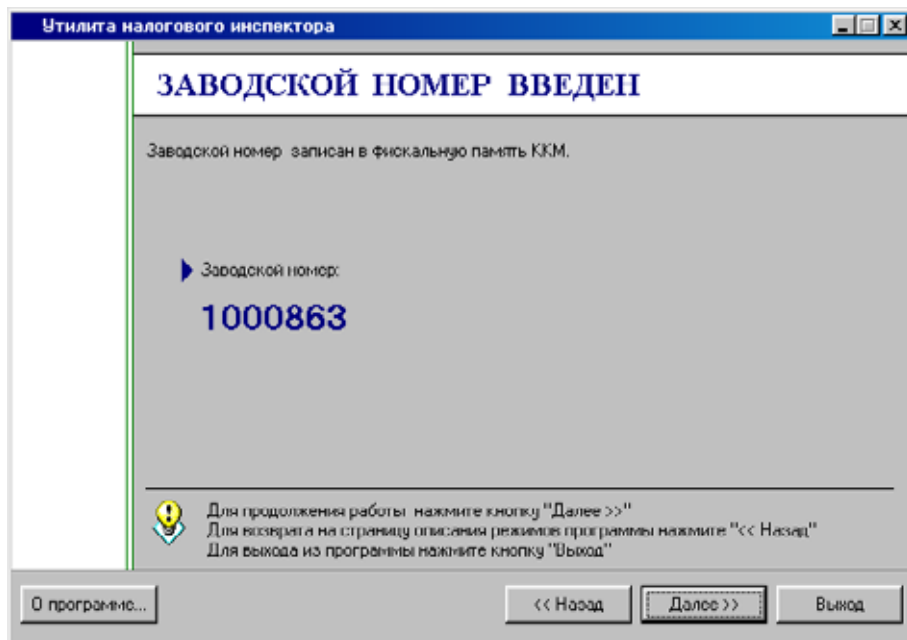 Утилита налогового инспектора
ЗАВОДСКОЙ НОМЕР ВВЕДЕН
Заводской номер записан в фискальную память ККМ.
Заводской номер:
1000863
Для продолжения работы нажмите кнопку "Далее >>"
Для возврата на страницу описания режимов программы нажмите "<< Назад"
Для выхода из программы нажмите кнопку "Выход"
О программе...
<< Назад
Далее >>
Выход